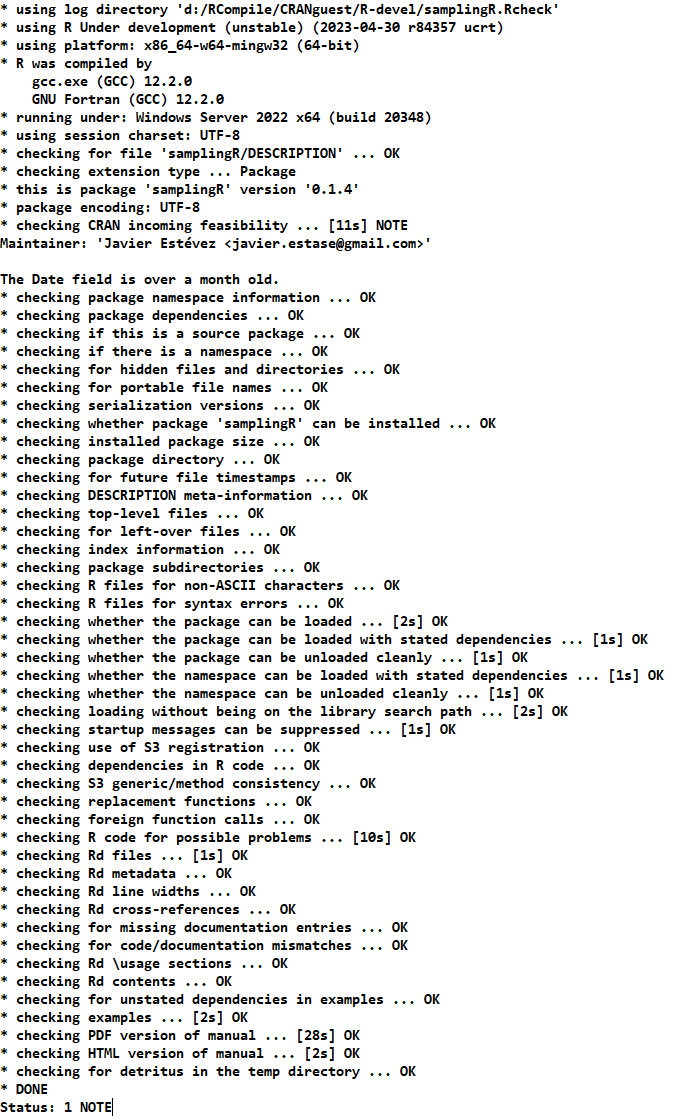 * using log directory 'd:/RCompile/CRANguest/R-devel/samplingR.Rcheck'
* using R Under development (unstable) (2023-04-30 r84357 ucrt)
* using platform: x86_64-w64-mingw32 (64-bit)
* R was compiled by
    gcc.exe (GCC) 12.2.0
    GNU Fortran (GCC) 12.2.0
* running under: Windows Server 2022 x64 (build 20348)
* using session charset: UTF-8
* checking for file 'samplingR/DESCRIPTION' ... OK
* checking extension type ... Package
* this is package 'samplingR' version '0.1.4'
* package encoding: UTF-8
* checking CRAN incoming feasibility ... [11s] NOTE
Maintainer: 'Javier Estévez <javier.estase@gmail.com>'

The Date field is over a month old.
* checking package namespace information ... OK
* checking package dependencies ... OK
* checking if this is a source package ... OK
* checking if there is a namespace ... OK
* checking for hidden files and directories ... OK
* checking for portable file names ... OK
* checking serialization versions ... OK
* checking whether package 'samplingR' can be installed ... OK
* checking installed package size ... OK
* checking package directory ... OK
* checking for future file timestamps ... OK
* checking DESCRIPTION meta-information ... OK
* checking top-level files ... OK
* checking for left-over files ... OK
* checking index information ... OK
* checking package subdirectories ... OK
* checking R files for non-ASCII characters ... OK
* checking R files for syntax errors ... OK
* checking whether the package can be loaded ... [2s] OK
* checking whether the package can be loaded with stated dependencies ... [1s] OK
* checking whether the package can be unloaded cleanly ... [1s] OK
* checking whether the namespace can be loaded with stated dependencies ... [1s] OK
* checking whether the namespace can be unloaded cleanly ... [1s] OK
* checking loading without being on the library search path ... [2s] OK
* checking startup messages can be suppressed ... [1s] OK
* checking use of S3 registration ... OK
* checking dependencies in R code ... OK
* checking S3 generic/method consistency ... OK
* checking replacement functions ... OK
* checking foreign function calls ... OK
* checking R code for possible problems ... [10s] OK
* checking Rd files ... [1s] OK
* checking Rd metadata ... OK
* checking Rd line widths ... OK
* checking Rd cross-references ... OK
* checking for missing documentation entries ... OK
* checking for code/documentation mismatches ... OK
* checking Rd \usage sections ... OK
* checking Rd contents ... OK
* checking for unstated dependencies in examples ... OK
* checking examples ... [2s] OK
* checking PDF version of manual ... [28s] OK
* checking HTML version of manual ... [2s] OK
* checking for detritus in the temp directory ... OK
* DONE
Status: 1 NOTE